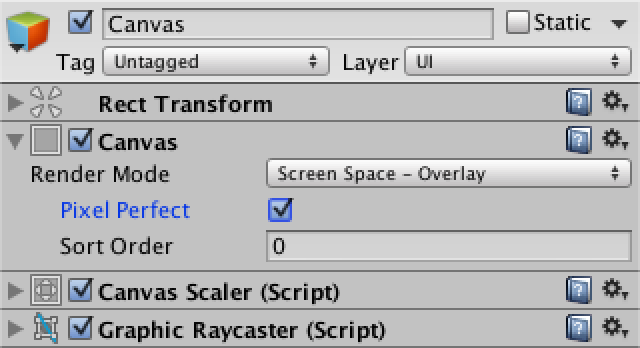 Canvas Static
Tag Untagged Layer UI
Rect Transform
Canvas
Render Mode Screen Space - Overlay
Pixel Perfect
Sort Order 0
Canvas Scaler (Script)
Graphic Raycaster (Script)